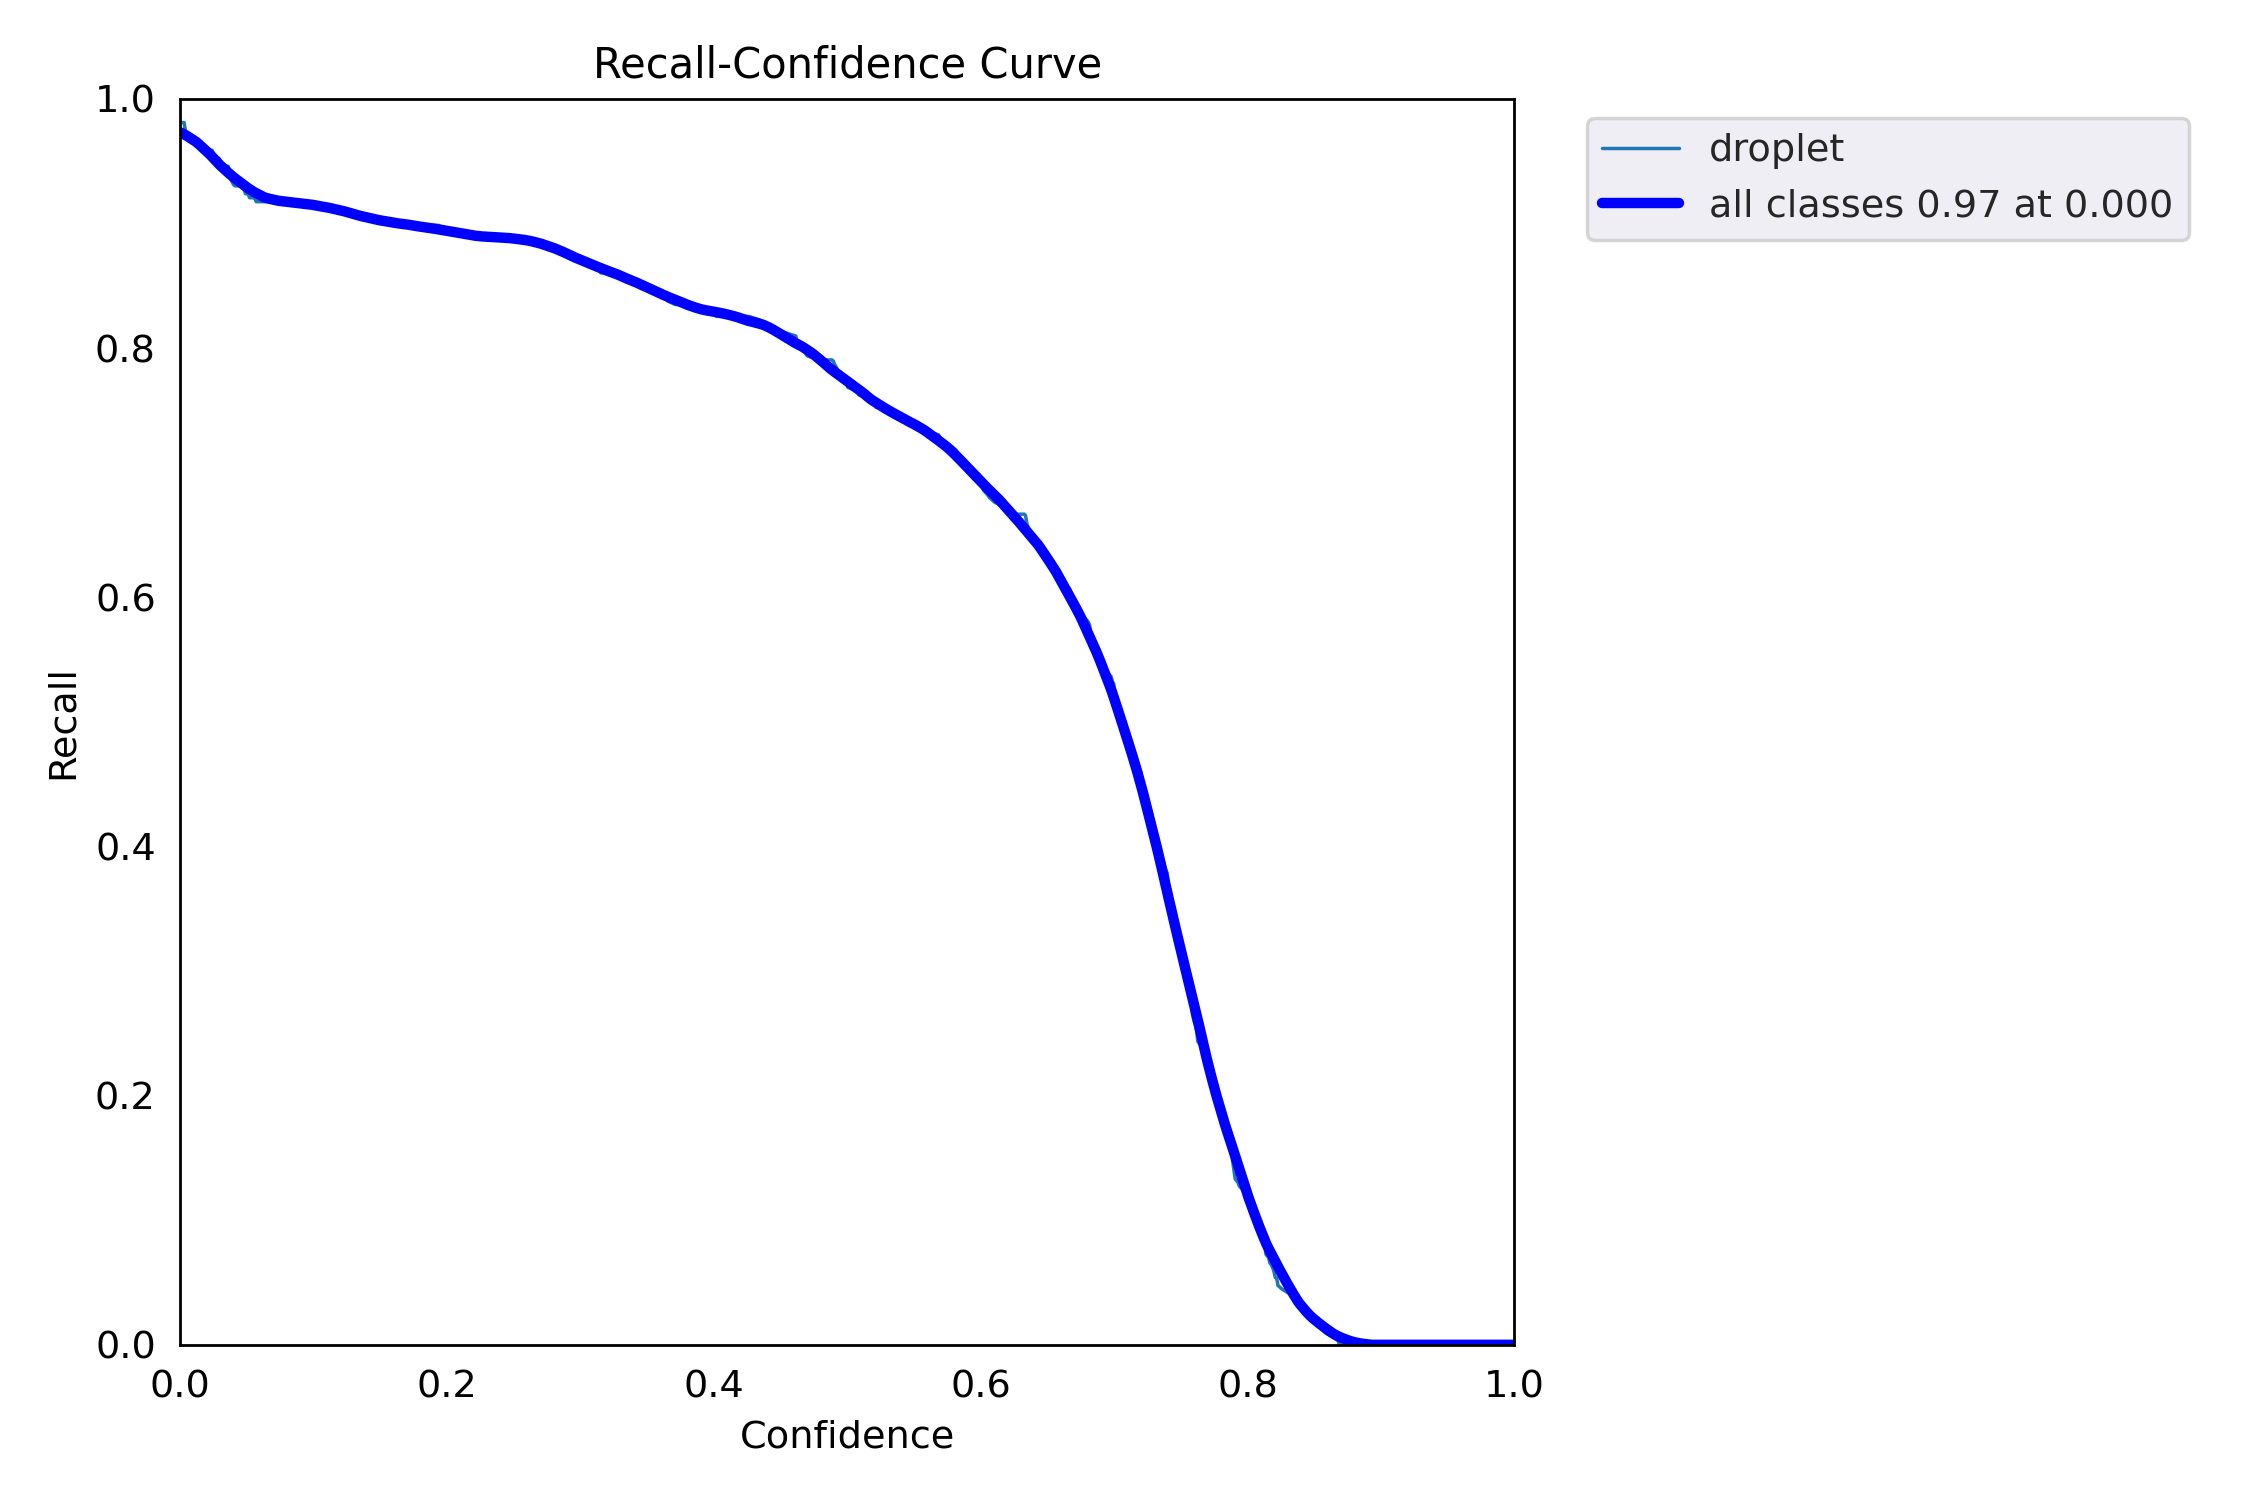 Recall-Confidence Curve
1.0
0.8
0.6
0.4
0.2
0.0
Recall
0.0 0.2 0.4 0.6 0.8 1.0
Confidence
droplet
all classes 0.97 at 0.000